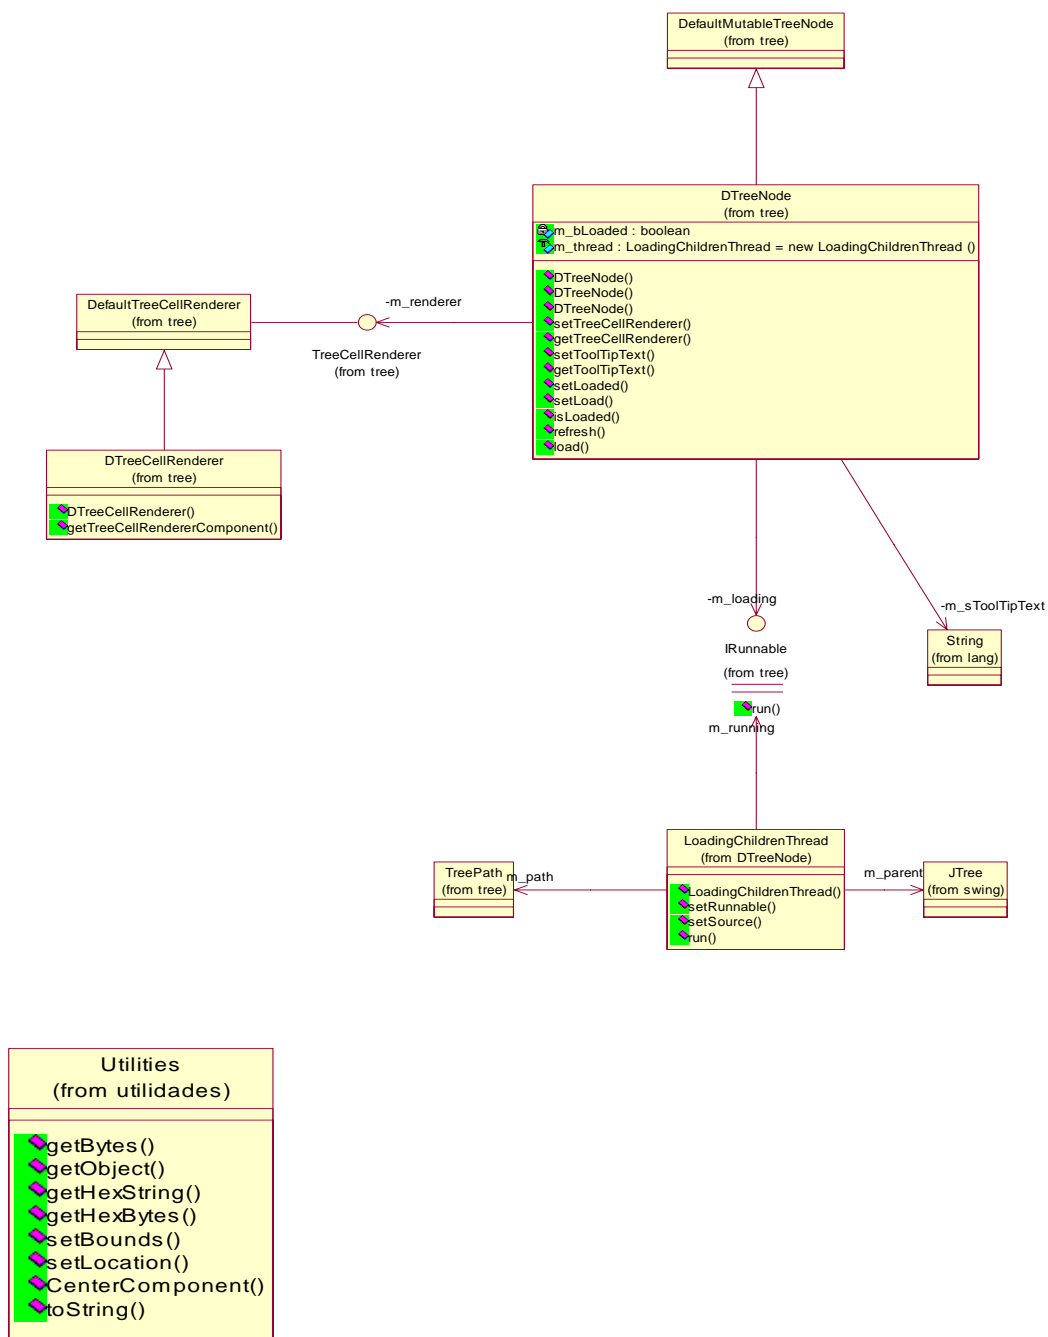 DefaultMutableTreeNode
(from tree)
DTreeNode
(from tree)
m_bLoaded : boolean
m_thread : LoadingChildrenThread = new LoadingChildrenThread ()
DTreeNode()
DTreeNode()
DTreeNode()
setTreeCellRenderer()
getTreeCellRenderer()
setToolTipText()
getToolTipText()
setLoaded()
setLoad()
isLoaded()
refresh()
load()
DefaultTreeCellRenderer
(from tree)
-m_renderer
TreeCellRenderer
(from tree)
DTreeCellRenderer
(from tree)
DTreeCellRenderer()
getTreeCellRendererComponent()
-m_loading
IRunnable
(from tree)
run()
m_running
-m_sToolTipText
String
(from lang)
LoadingChildrenThread
(from DTreeNode)
LoadingChildrenThread()
setRunnable()
setSource()
run()
TreePath
(from tree)
m_path
m_parent
JTree
(from swing)
Utilities
(from utilidades)
getBytes()
getObject()
getHexString()
getHexBytes()
setBounds()
setLocation()
CenterComponent()
toString()